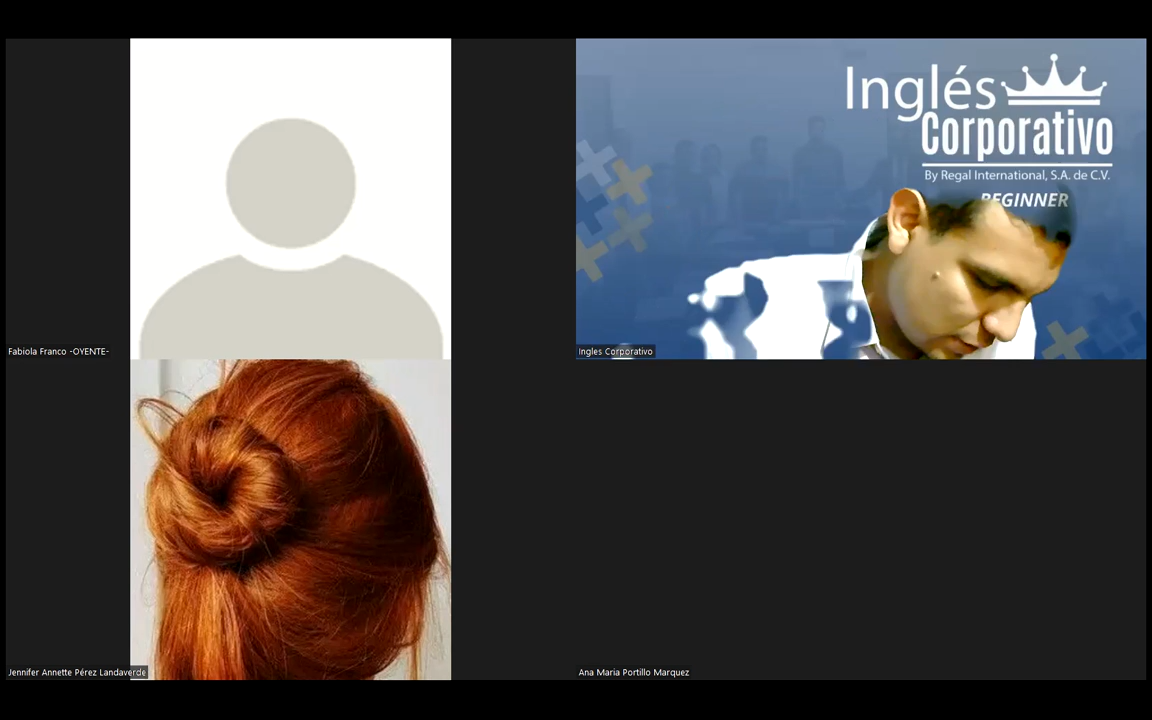 Inglés
Corporativo
By Regal International, S.A. de C.V.
BEGINNER
Fabiola Franco -OYENTE-
Ingles Corporativo
Jennifer Annette Pérez Landaverde
Ana Maria Portillo Marquez